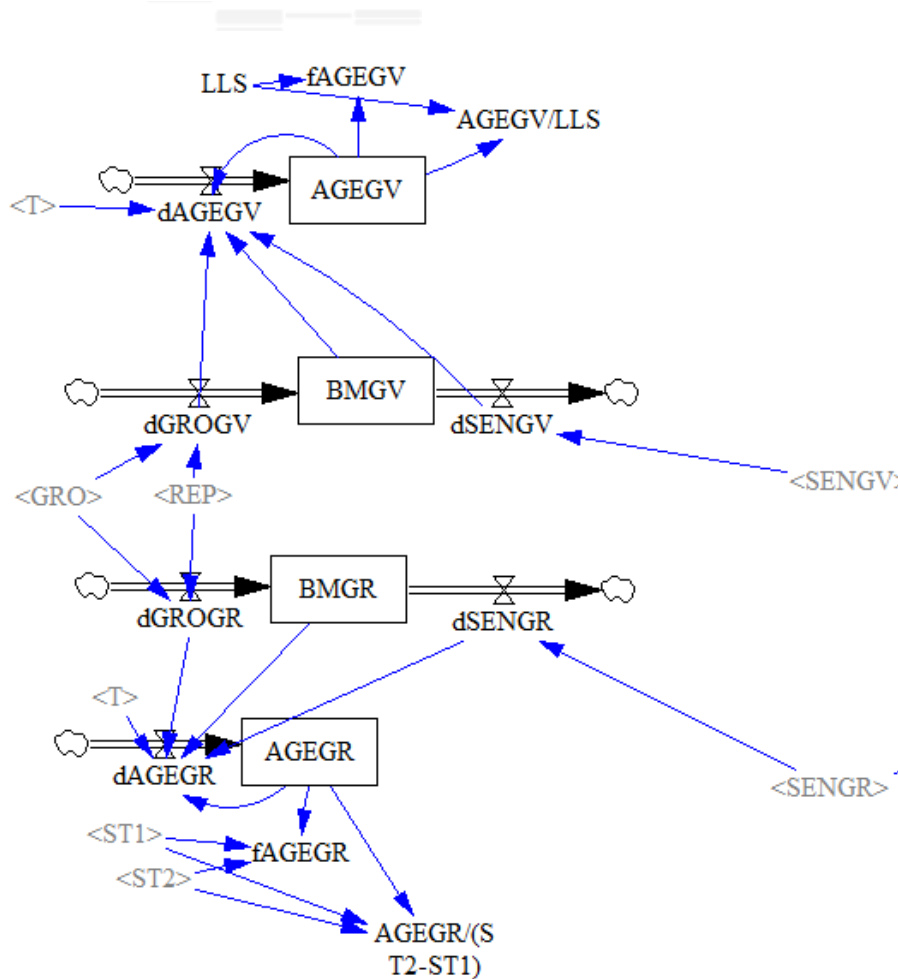 LLS
fAGEGV
AGEGV/LLS
AGEGV
<T>
dAGEGV
BMGV
dGROGV
dSENGV
<GRO>
<REP>
<SENGV>
BMGR
dGROGR
dSENGR
<T>
AGEGR
dAGEGR
<SENGR>
<ST1>
fAGEGR
<ST2>
AGEGR/(S
T2-ST1)